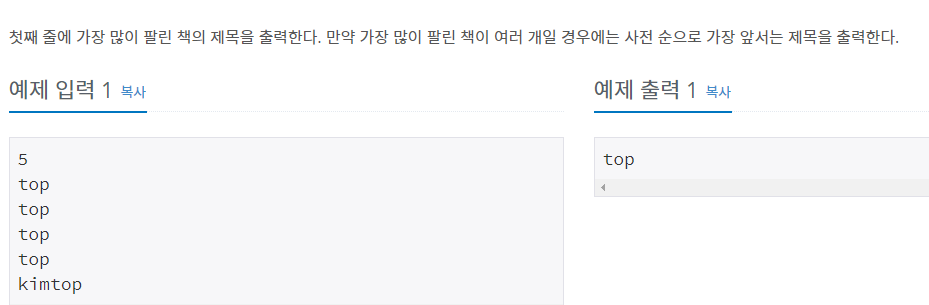 첫째 줄에 가장 많이 팔린 책의 제목을 출력한다. 만약 가장 많이 팔린 책이 여러 개일 경우에는 사전 순으로 가장 앞서는 제목을 출력한다.
예제 입력 1 복사
5
top
top
top
top
kimtop
예제 출력 1 복사
top